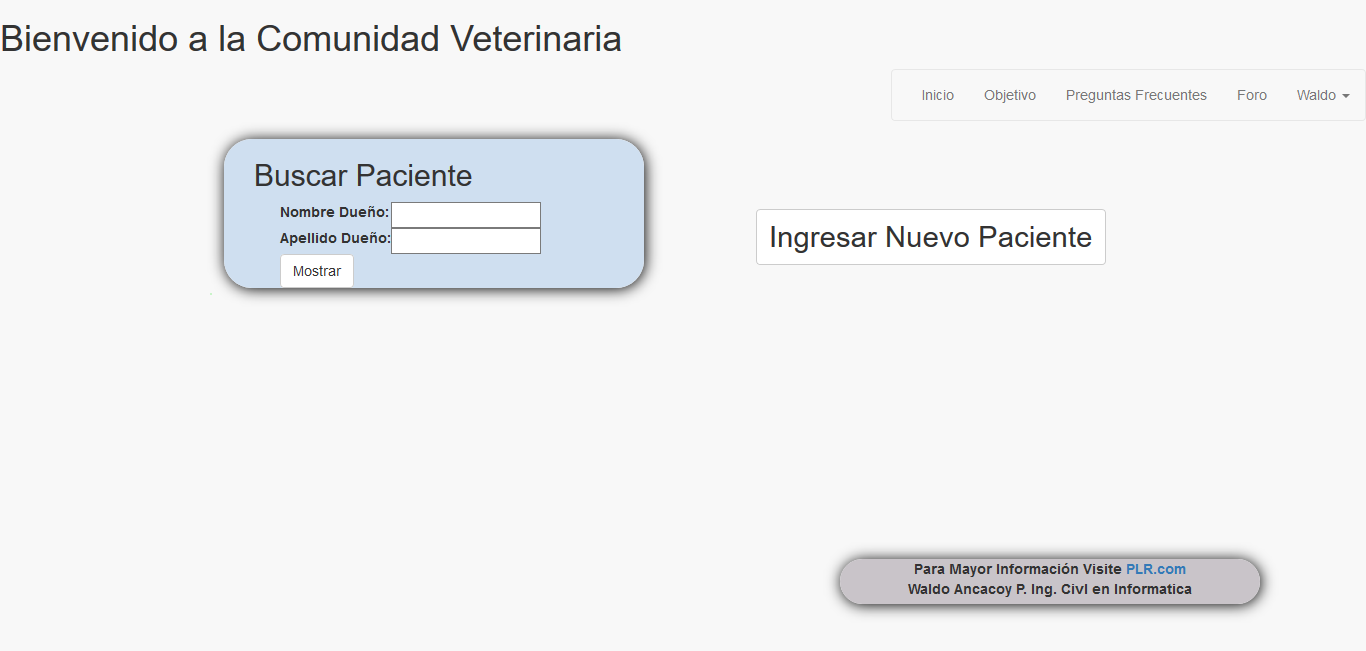 Bienvenido a la Comunidad Veterinaria
Inicio Objetivo Preguntas Frecuentes Foro Waldo
Buscar Paciente
Nombre Dueño:
Apellido Dueño:
Mostrar
Ingresar Nuevo Paciente
Para Mayor Información Visite PLR.com
Waldo Ancacoy P. Ing. Civl en Informatica